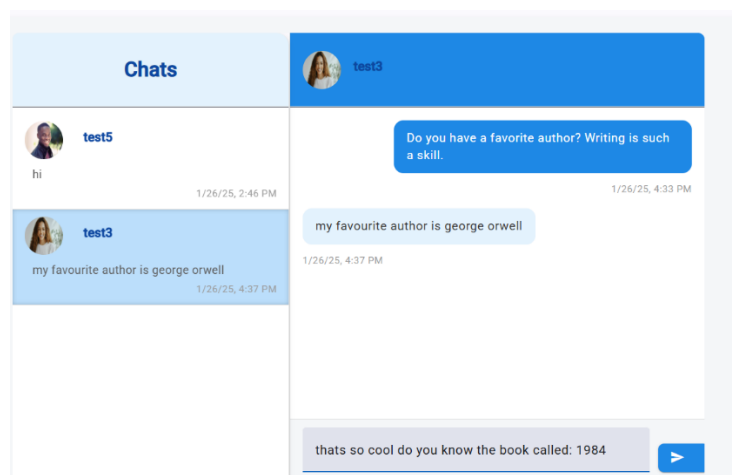 Chats
test5
hi
1/26/25, 2:46 PM
test3
my favourite author is george orwell
1/26/25, 4:37 PM
test3
Do you have a favorite author? Writing is such
a skill.
1/26/25, 4:33 PM
my favourite author is george orwell
1/26/25, 4:37 PM
thats so cool do you know the book called: 1984